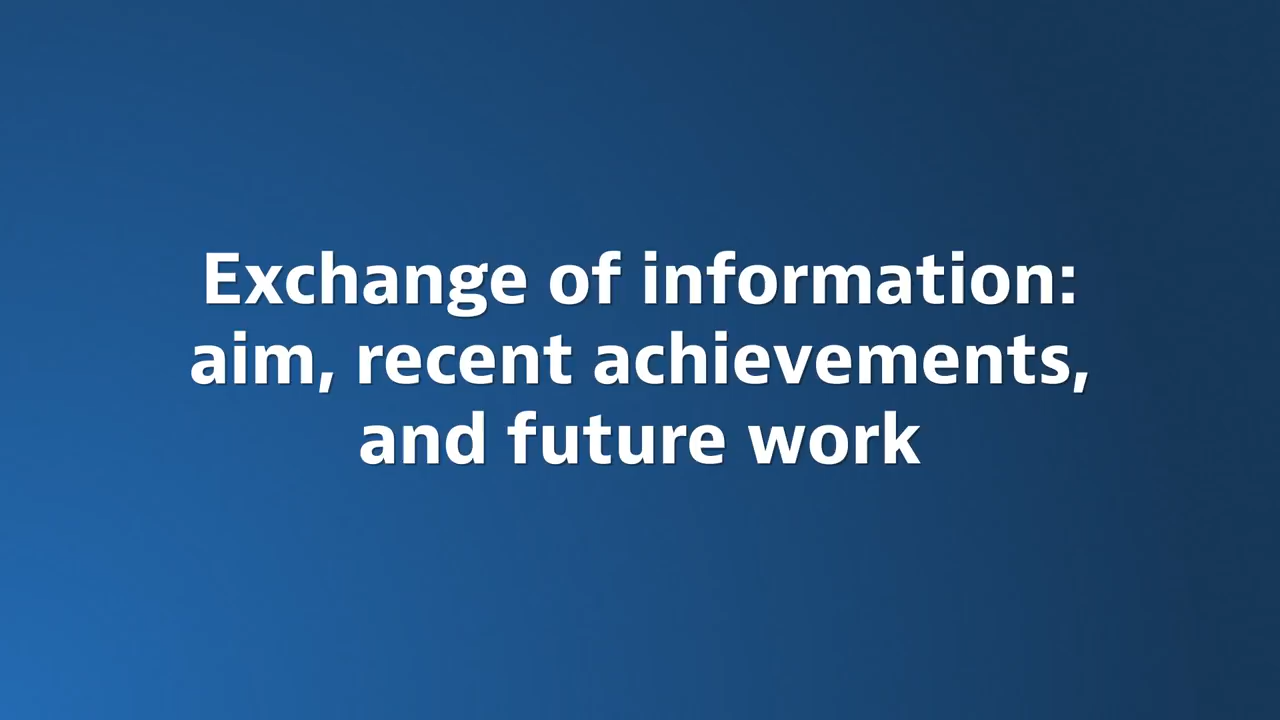 Exchange of information:
aim, recent achievements,
and future work